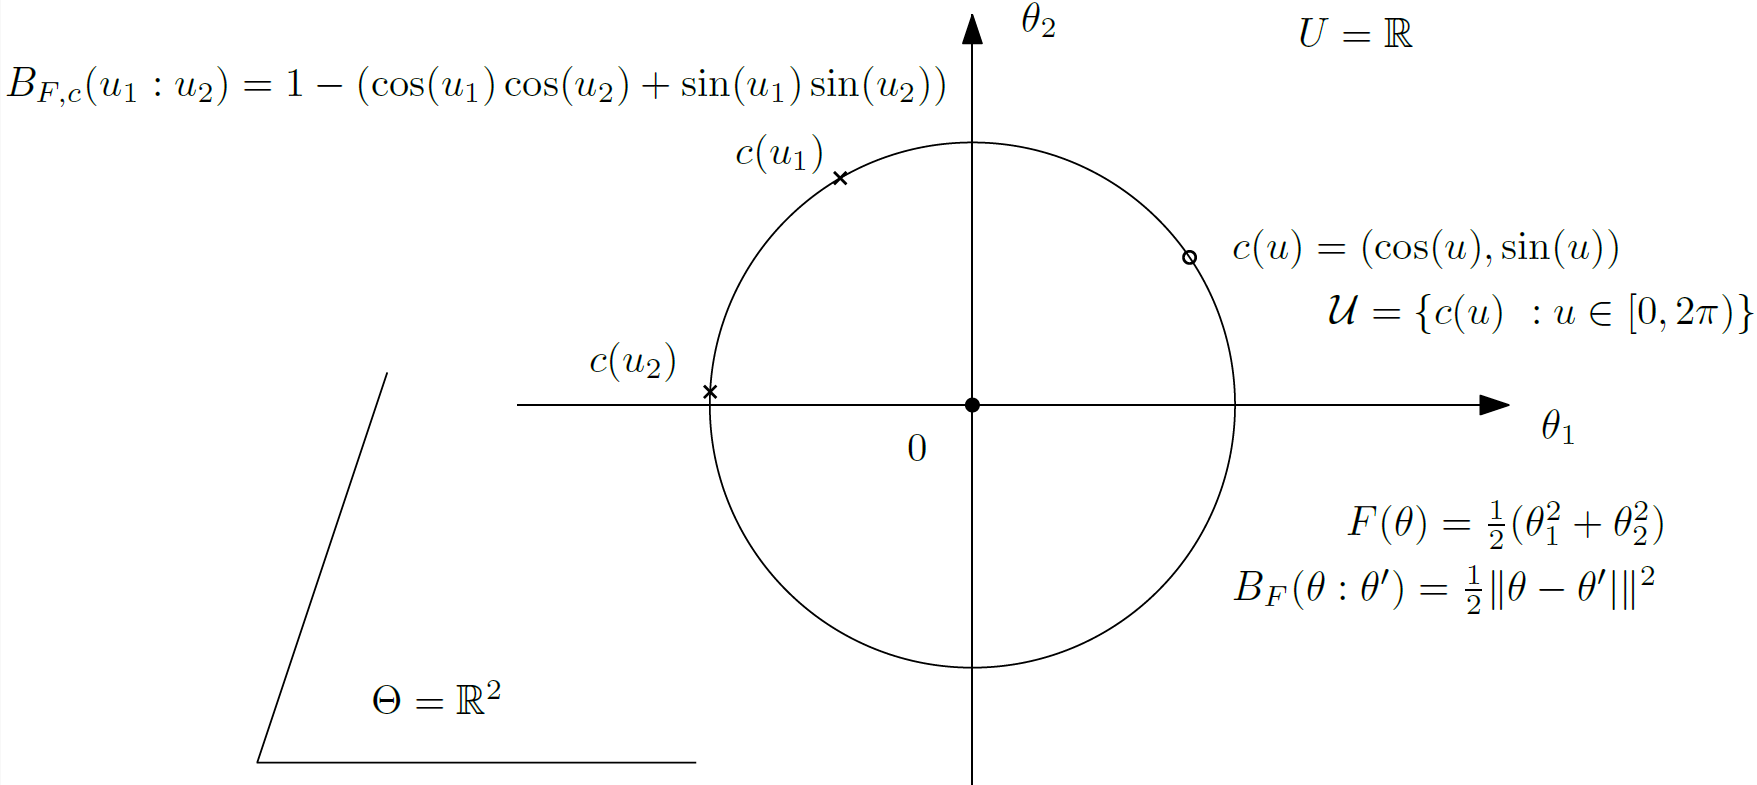 θ₂
U = ℝ
B_{F,c}(u₁ : u₂) = 1 − (cos(u₁) cos(u₂) + sin(u₁) sin(u₂))
c(u₁)
c(u) = (cos(u), sin(u))
𝒰 = {c(u) : u ∈ [0, 2π)}
c(u₂)
θ₁
0
F(θ) = ½(θ₁² + θ₂²)
B_F(θ : θ′) = ½‖θ − θ′|‖²
Θ = ℝ²